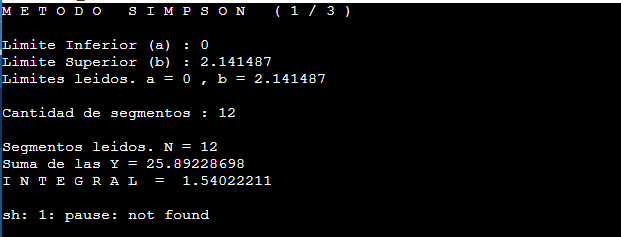 M E T O D O   S I M P S O N   ( 1 / 3 )
Limite Inferior (a) : 0
Limite Superior (b) : 2.141487
Limites leidos. a = 0 , b = 2.141487
Cantidad de segmentos : 12
Segmentos leidos. N = 12
Suma de las Y = 25.89228698
I N T E G R A L  =  1.54022211
sh: 1: pause: not found